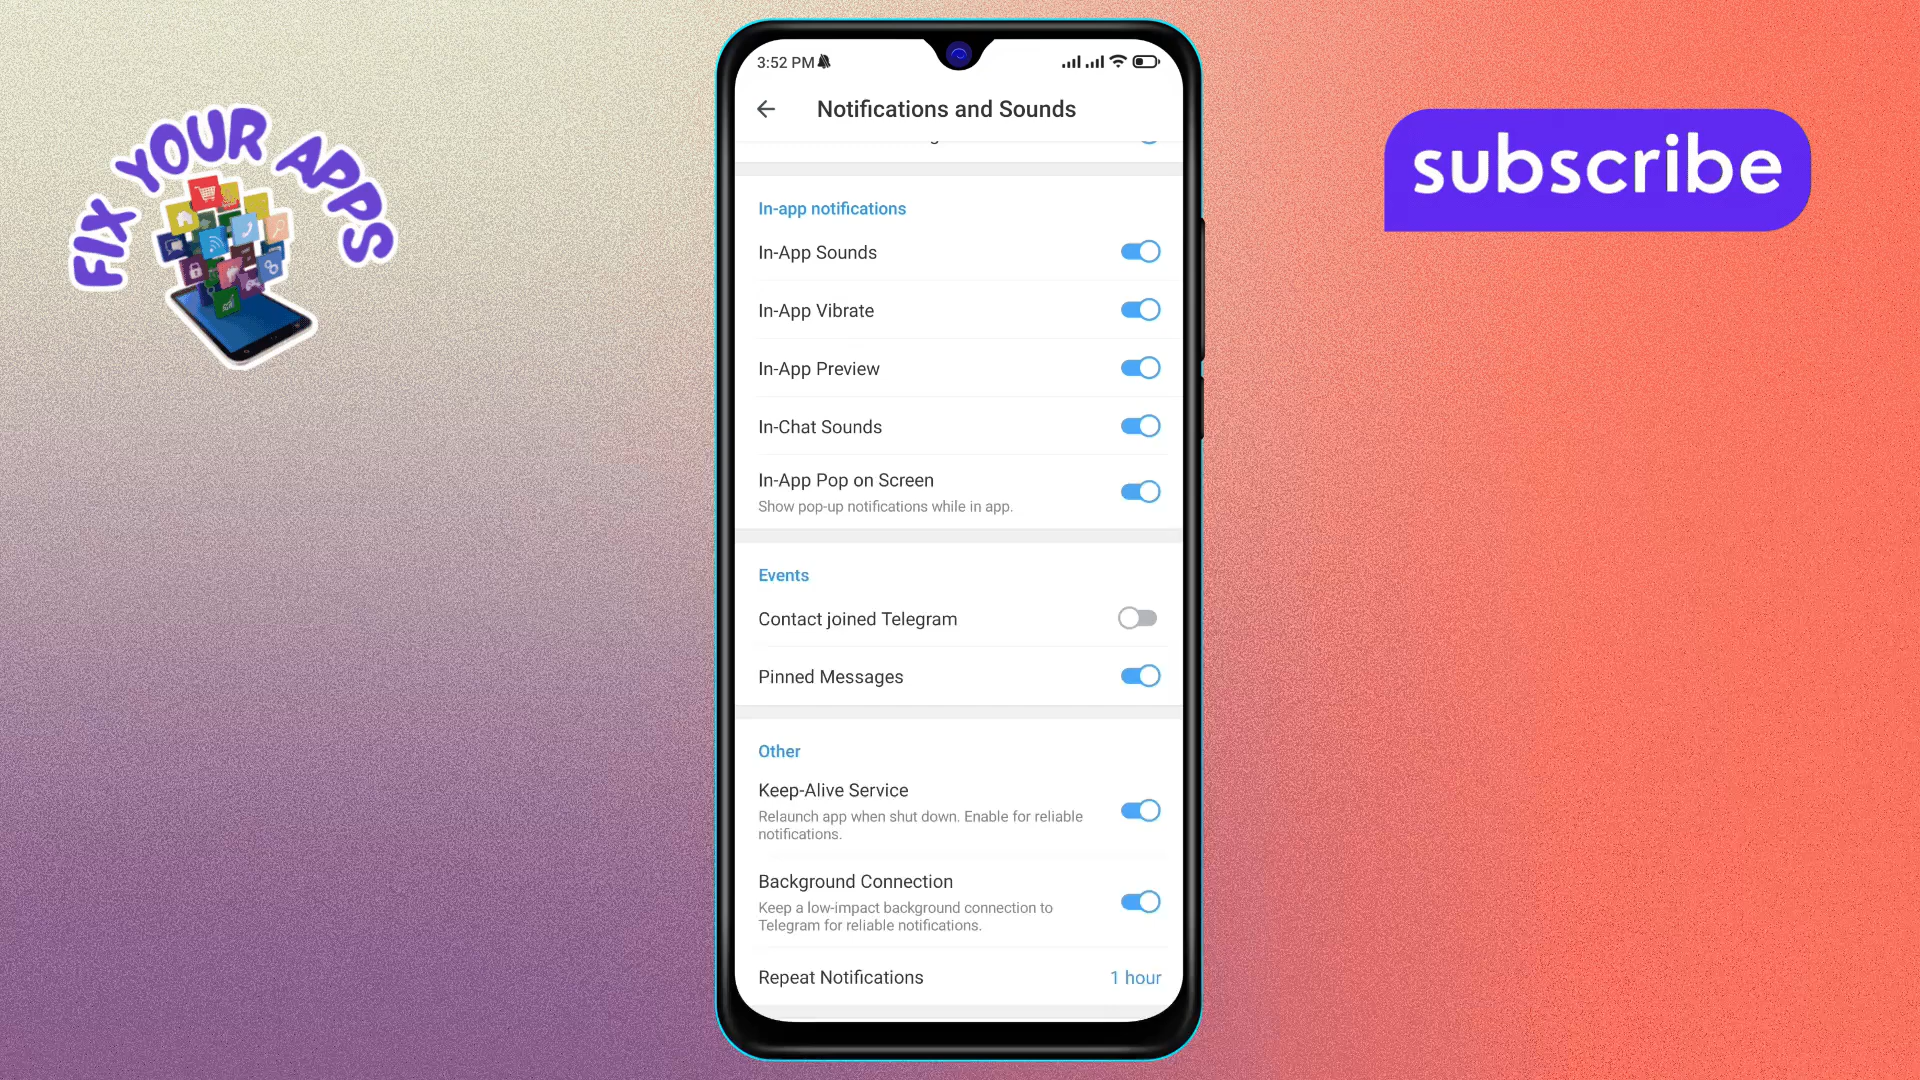 FIX YOUR APPS
subscribe
3:52 PM
Notifications and Sounds
In-app notifications
In-App Sounds
In-App Vibrate
In-App Preview
In-Chat Sounds
In-App Pop on Screen
Show pop-up notifications while in app.
Events
Contact joined Telegram
Pinned Messages
Other
Keep-Alive Service
Relaunch app when shut down. Enable for reliable
notifications.
Background Connection
Keep a low-impact background connection to
Telegram for reliable notifications.
Repeat Notifications
1 hour